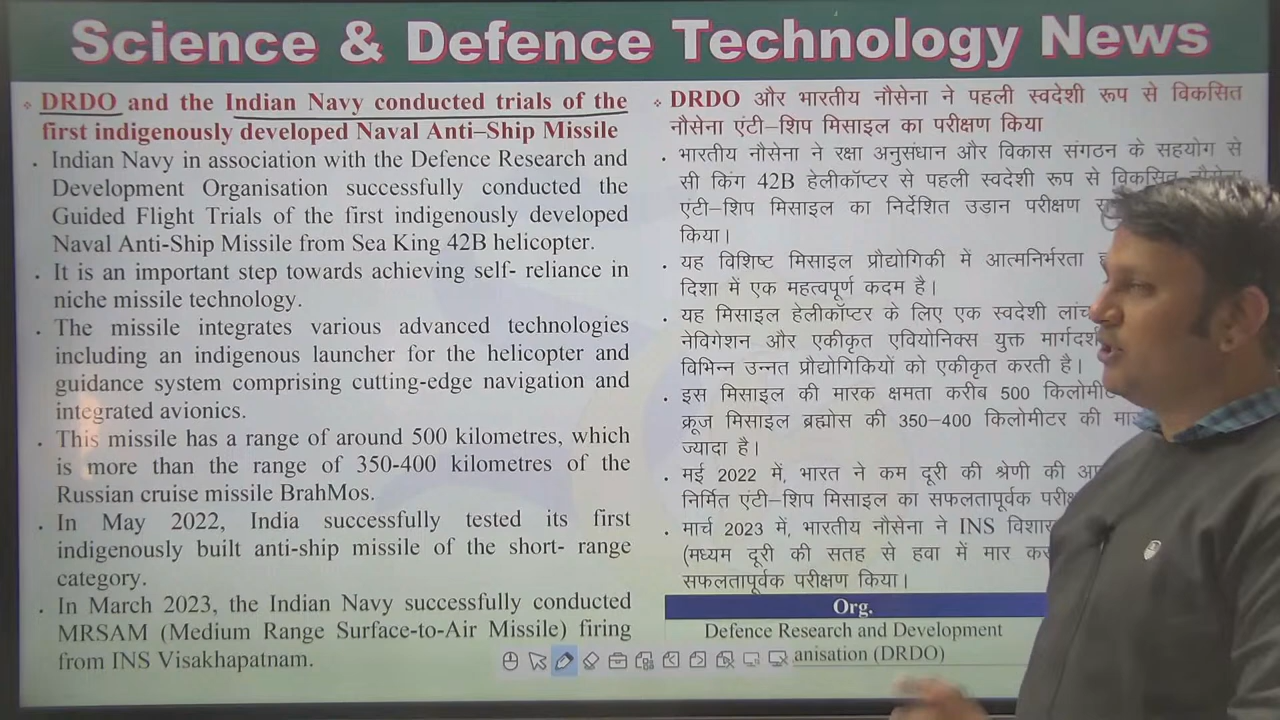 Science & Defence Technology News
❖ DRDO and the Indian Navy conducted trials of the
first indigenously developed Naval Anti–Ship Missile
• Indian Navy in association with the Defence Research and
Development Organisation successfully conducted the
Guided Flight Trials of the first indigenously developed
Naval Anti-Ship Missile from Sea King 42B helicopter.
• It is an important step towards achieving self- reliance in
niche missile technology.
• The missile integrates various advanced technologies
including an indigenous launcher for the helicopter and
guidance system comprising cutting-edge navigation and
integrated avionics.
• This missile has a range of around 500 kilometres, which
is more than the range of 350-400 kilometres of the
Russian cruise missile BrahMos.
• In May 2022, India successfully tested its first
indigenously built anti-ship missile of the short- range
category.
• In March 2023, the Indian Navy successfully conducted
MRSAM (Medium Range Surface-to-Air Missile) firing
from INS Visakhapatnam.
❖ DRDO और भारतीय नौसेना ने पहली स्वदेशी रूप से विकसित
नौसेना एंटी–शिप मिसाइल का परीक्षण किया
• भारतीय नौसेना ने रक्षा अनुसंधान और विकास संगठन के सहयोग से
सी किंग 42B हेलीकॉप्टर से पहली स्वदेशी रूप से विकसित नौसेना
एंटी–शिप मिसाइल का निर्देशित उड़ान परीक्षण
किया।
• यह विशिष्ट मिसाइल प्रौद्योगिकी में आत्मनिर्भरता
दिशा में एक महत्वपूर्ण कदम है।
• यह मिसाइल हेलीकॉप्टर के लिए एक स्वदेशी
नेविगेशन और एकीकृत एवियोनिक्स युक्त
विभिन्न उन्नत प्रौद्योगिकियों को एकीकृत करती है।
• इस मिसाइल की मारक क्षमता करीब 500
क्रूज मिसाइल ब्रह्मोस की 350–400 किलोमीटर की
ज्यादा है।
• मई 2022 में, भारत ने कम दूरी की श्रेणी की
निर्मित एंटी–शिप मिसाइल का सफलतापूर्वक
• मार्च 2023 में, भारतीय नौसेना ने INS
(मध्यम दूरी की सतह से हवा में मार
सफलतापूर्वक परीक्षण किया।
Org.
Defence Research and Development
anisation (DRDO)